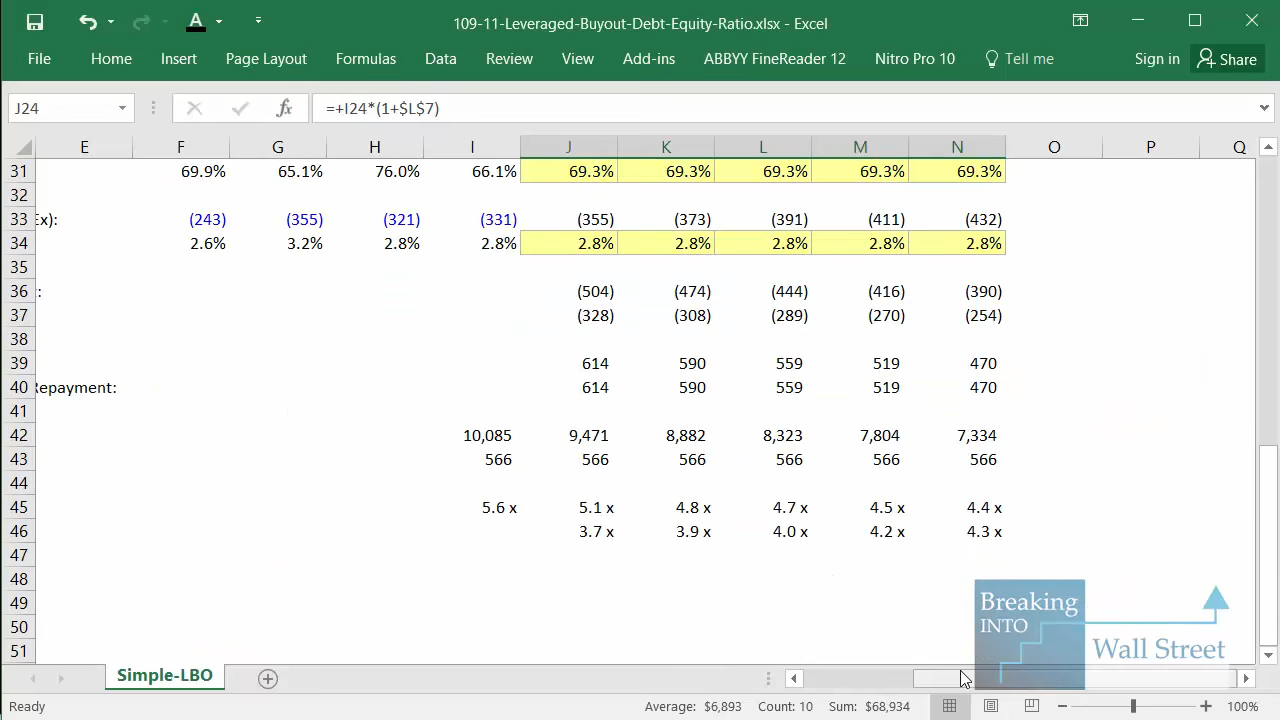 109-11-Leveraged-Buyout-Debt-Equity-Ratio.xlsx - Excel
File Home Insert Page Layout Formulas Data Review View Add-ins ABBYY FineReader 12 Nitro Pro 10 Tell me Sign in Share
J24 fx =+I24*(1+$L$7)
E F G H I J K L M N O P Q
31 69.9% 65.1% 76.0% 66.1% 69.3% 69.3% 69.3% 69.3% 69.3%
32
33 Ex): (243) (355) (321) (331) (355) (373) (391) (411) (432)
34 2.6% 3.2% 2.8% 2.8% 2.8% 2.8% 2.8% 2.8% 2.8%
35
36 : (504) (474) (444) (416) (390)
37 (328) (308) (289) (270) (254)
38
39 614 590 559 519 470
40 Repayment: 614 590 559 519 470
41
42 10,085 9,471 8,882 8,323 7,804 7,334
43 566 566 566 566 566 566
44
45 5.6 x 5.1 x 4.8 x 4.7 x 4.5 x 4.4 x
46 3.7 x 3.9 x 4.0 x 4.2 x 4.3 x
47
48
49
50
51
Breaking
INTO
Wall Street
Simple-LBO
Ready Average: $6,893 Count: 10 Sum: $68,934 100%